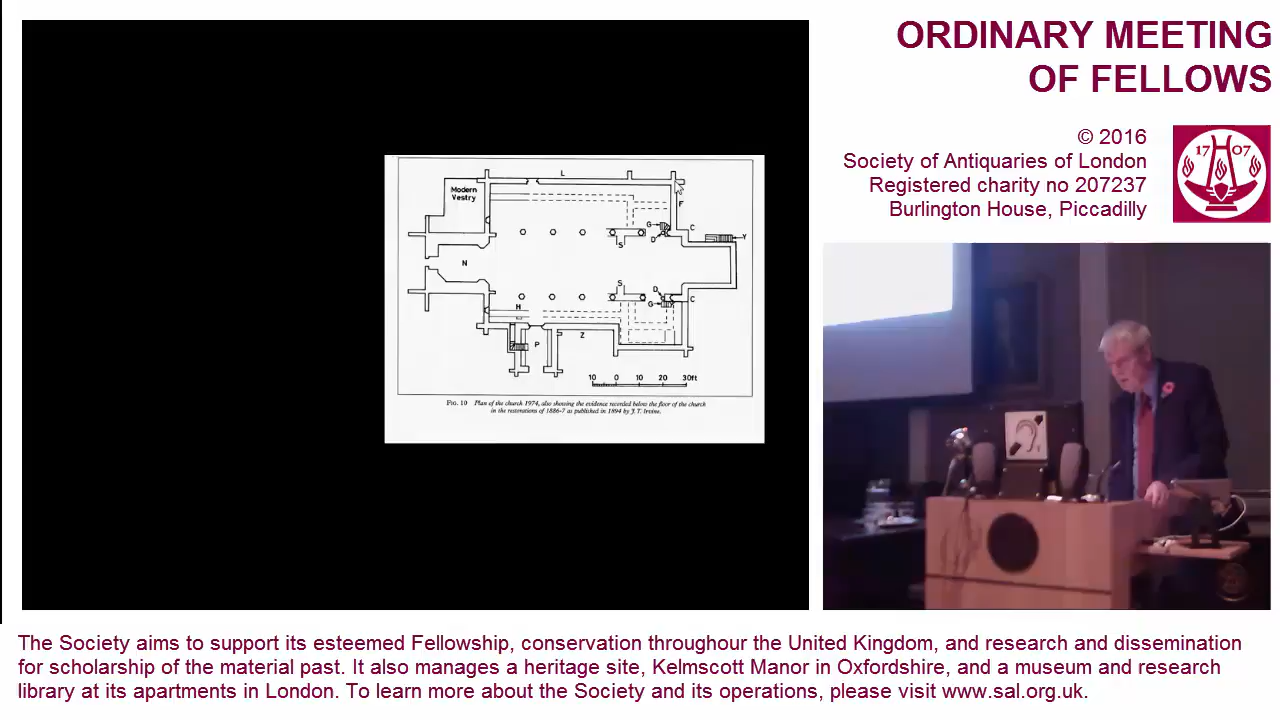 ORDINARY MEETING
OF FELLOWS
© 2016
Society of Antiquaries of London
Registered charity no 207237
Burlington House, Piccadilly
17 07
L
Modern
Vestry
F
G
C
D
S
Y
N
S
D
G
C
H
P
Z
10 0 10 20 30ft
FIG. 10 Plan of the church 1974, also showing the evidence recorded below the floor of the church
in the restorations of 1886-7 as published in 1894 by J. T. Irvine.
The Society aims to support its esteemed Fellowship, conservation throughour the United Kingdom, and research and dissemination
for scholarship of the material past. It also manages a heritage site, Kelmscott Manor in Oxfordshire, and a museum and research
library at its apartments in London. To learn more about the Society and its operations, please visit www.sal.org.uk.